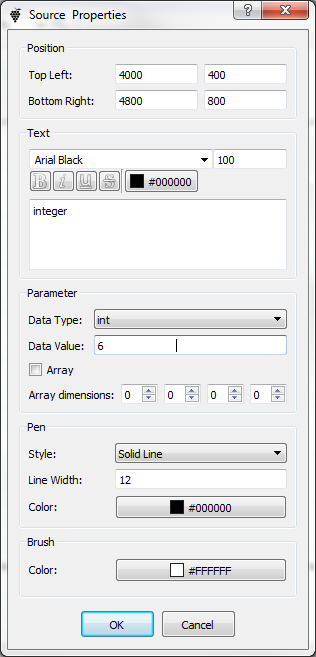 Source Properties
?
Position
Top Left: 4000 400
Bottom Right: 4800 800
Text
Arial Black 100
B i U S #000000
integer
Parameter
Data Type: int
Data Value: 6
Array
Array dimensions: 0 0 0 0
Pen
Style: Solid Line
Line Width: 12
Color: #000000
Brush
Color: #FFFFFF
OK Cancel